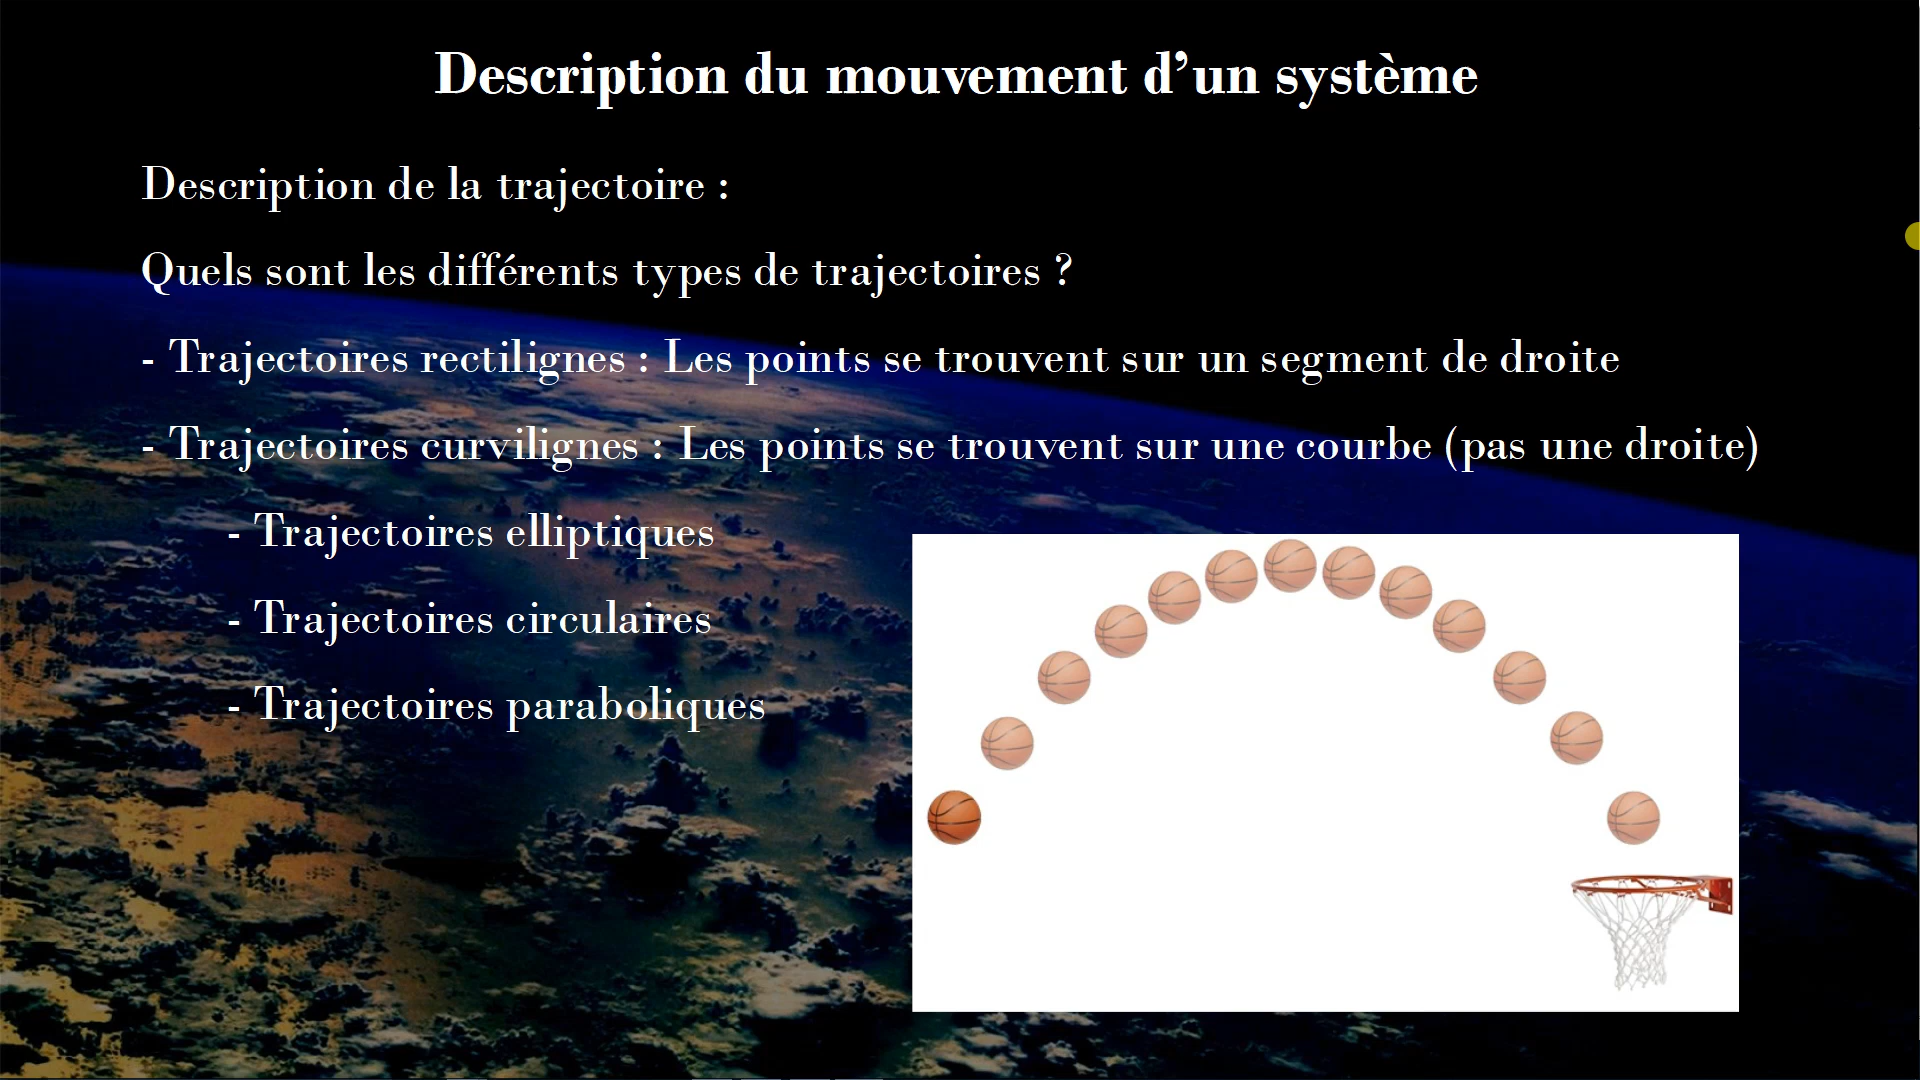 Description du mouvement d’un système
Description de la trajectoire :
Quels sont les différents types de trajectoires ?
- Trajectoires rectilignes : Les points se trouvent sur un segment de droite
- Trajectoires curvilignes : Les points se trouvent sur une courbe (pas une droite)
- Trajectoires elliptiques
- Trajectoires circulaires
- Trajectoires paraboliques